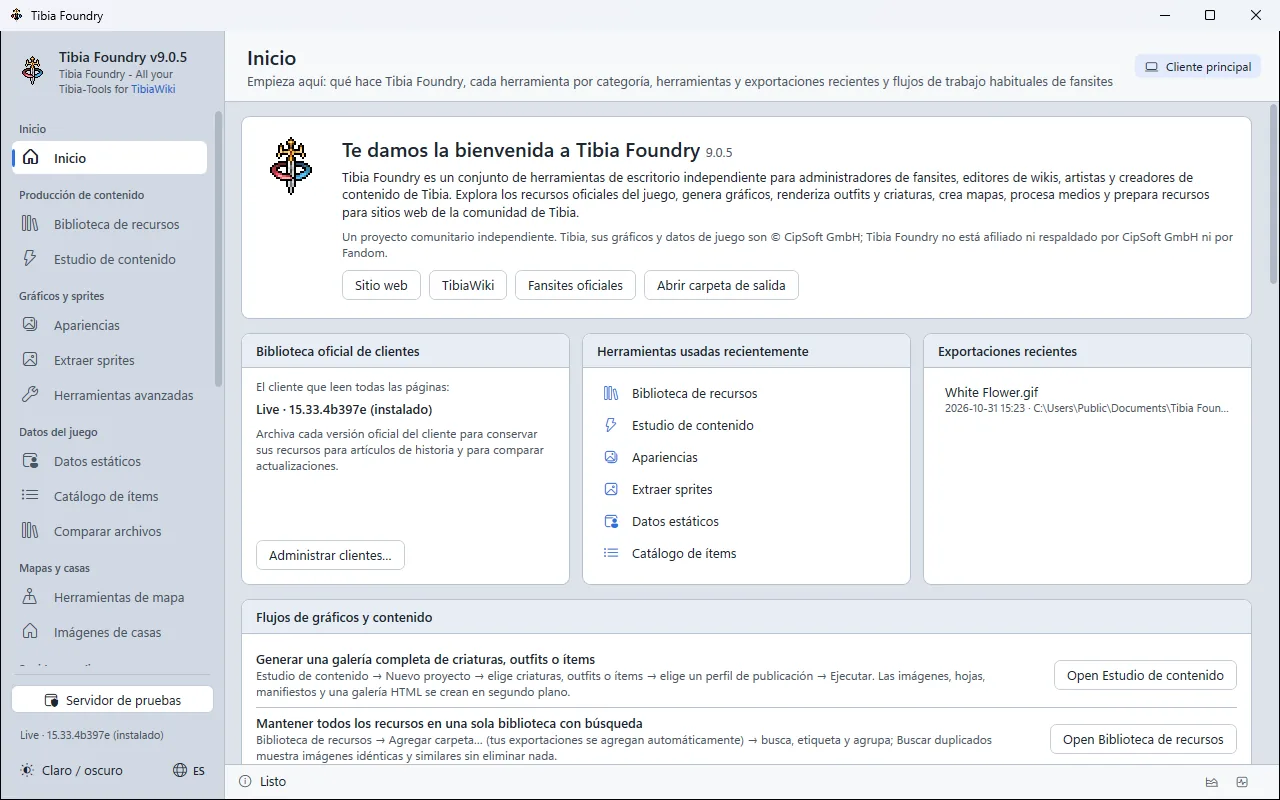 Tibia Foundry
Tibia Foundry v9.0.5
Tibia Foundry - All your
Tibia-Tools for TibiaWiki
Inicio
Inicio
Producción de contenido
Biblioteca de recursos
Estudio de contenido
Gráficos y sprites
Apariencias
Extraer sprites
Herramientas avanzadas
Datos del juego
Datos estáticos
Catálogo de ítems
Comparar archivos
Mapas y casas
Herramientas de mapa
Imágenes de casas
Servidor de pruebas
Live · 15.33.4b397e (instalado)
Claro / oscuro
ES
Inicio
Empieza aquí: qué hace Tibia Foundry, cada herramienta por categoría, herramientas y exportaciones recientes y flujos de trabajo habituales de fansites
Cliente principal
Te damos la bienvenida a Tibia Foundry 9.0.5
Tibia Foundry es un conjunto de herramientas de escritorio independiente para administradores de fansites, editores de wikis, artistas y creadores de
contenido de Tibia. Explora los recursos oficiales del juego, genera gráficos, renderiza outfits y criaturas, crea mapas, procesa medios y prepara recursos
para sitios web de la comunidad de Tibia.
Un proyecto comunitario independiente. Tibia, sus gráficos y datos de juego son © CipSoft GmbH; Tibia Foundry no está afiliado ni respaldado por CipSoft GmbH ni por
Fandom.
Sitio web
TibiaWiki
Fansites oficiales
Abrir carpeta de salida
Biblioteca oficial de clientes
El cliente que leen todas las páginas:
Live · 15.33.4b397e (instalado)
Archiva cada versión oficial del cliente para conservar
sus recursos para artículos de historia y para comparar
actualizaciones.
Administrar clientes...
Herramientas usadas recientemente
Biblioteca de recursos
Estudio de contenido
Apariencias
Extraer sprites
Datos estáticos
Catálogo de ítems
Exportaciones recientes
White Flower.gif
2026-10-31 15:23 · C:\Users\Public\Documents\Tibia Foun...
Flujos de gráficos y contenido
Generar una galería completa de criaturas, outfits o ítems
Estudio de contenido → Nuevo proyecto → elige criaturas, outfits o ítems → elige un perfil de publicación → Ejecutar. Las imágenes, hojas,
manifiestos y una galería HTML se crean en segundo plano.
Open Estudio de contenido
Mantener todos los recursos en una sola biblioteca con búsqueda
Biblioteca de recursos → Agregar carpeta... (tus exportaciones se agregan automáticamente) → busca, etiqueta y agrupa; Buscar duplicados
muestra imágenes idénticas y similares sin eliminar nada.
Open Biblioteca de recursos
Listo